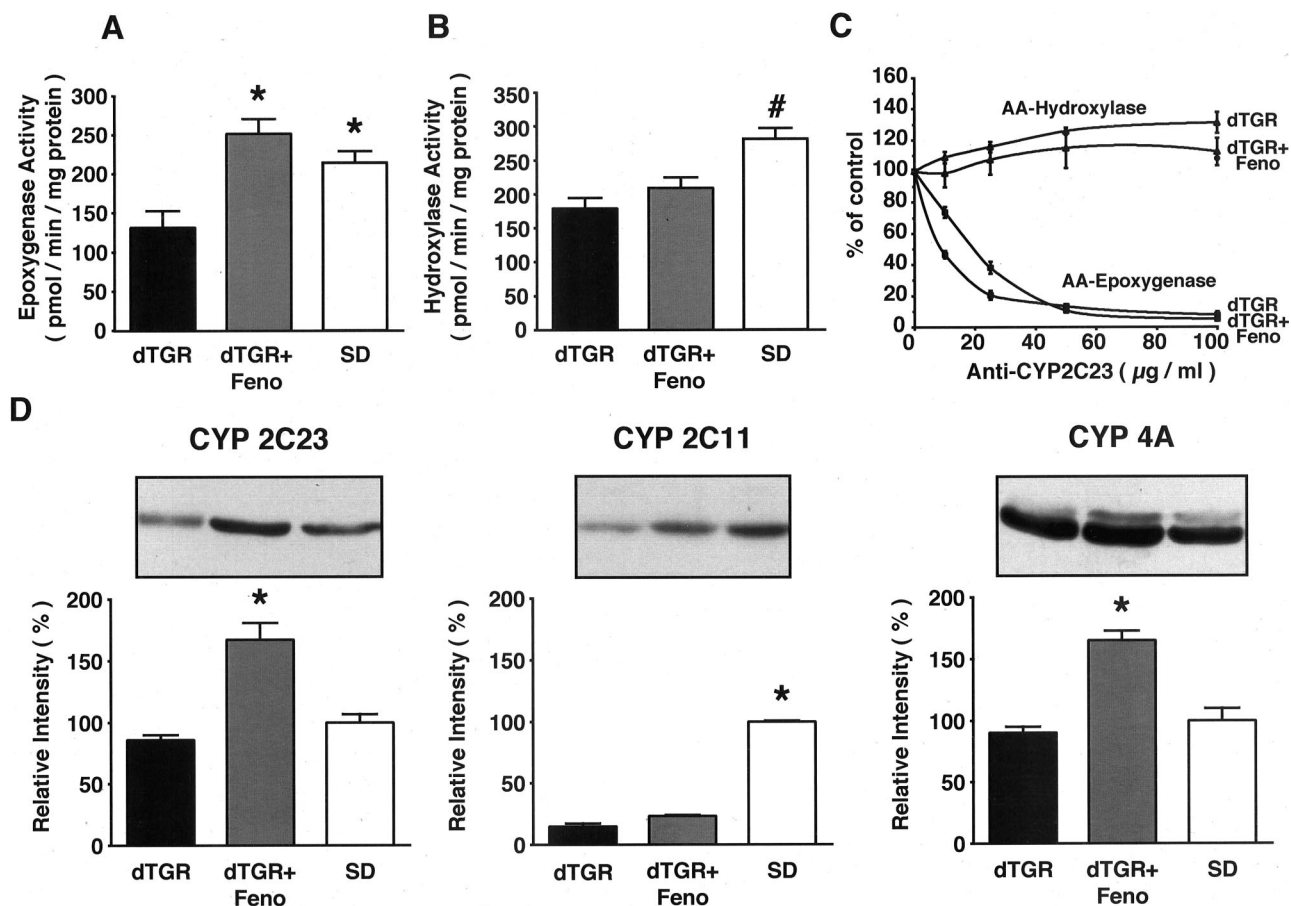 A
Epoxygenase Activity
( pmol / min / mg protein )
300
250
200
150
100
50
0
*
*
dTGR
dTGR+
Feno
SD
B
Hydroxylase Activity
( pmol / min / mg protein )
350
300
250
200
150
100
50
0
#
dTGR
dTGR+
Feno
SD
C
% of control
160
140
120
100
80
60
40
20
0
AA-Hydroxylase
dTGR
dTGR+
Feno
AA-Epoxygenase
dTGR
dTGR+
Feno
0 20 40 60 80 100
Anti-CYP2C23 ( µg / ml )
D
CYP 2C23
Relative Intensity ( % )
200
150
100
50
0
*
dTGR
dTGR+
Feno
SD
CYP 2C11
Relative Intensity ( % )
200
150
100
50
0
*
dTGR
dTGR+
Feno
SD
CYP 4A
Relative Intensity ( % )
200
150
100
50
0
*
dTGR
dTGR+
Feno
SD